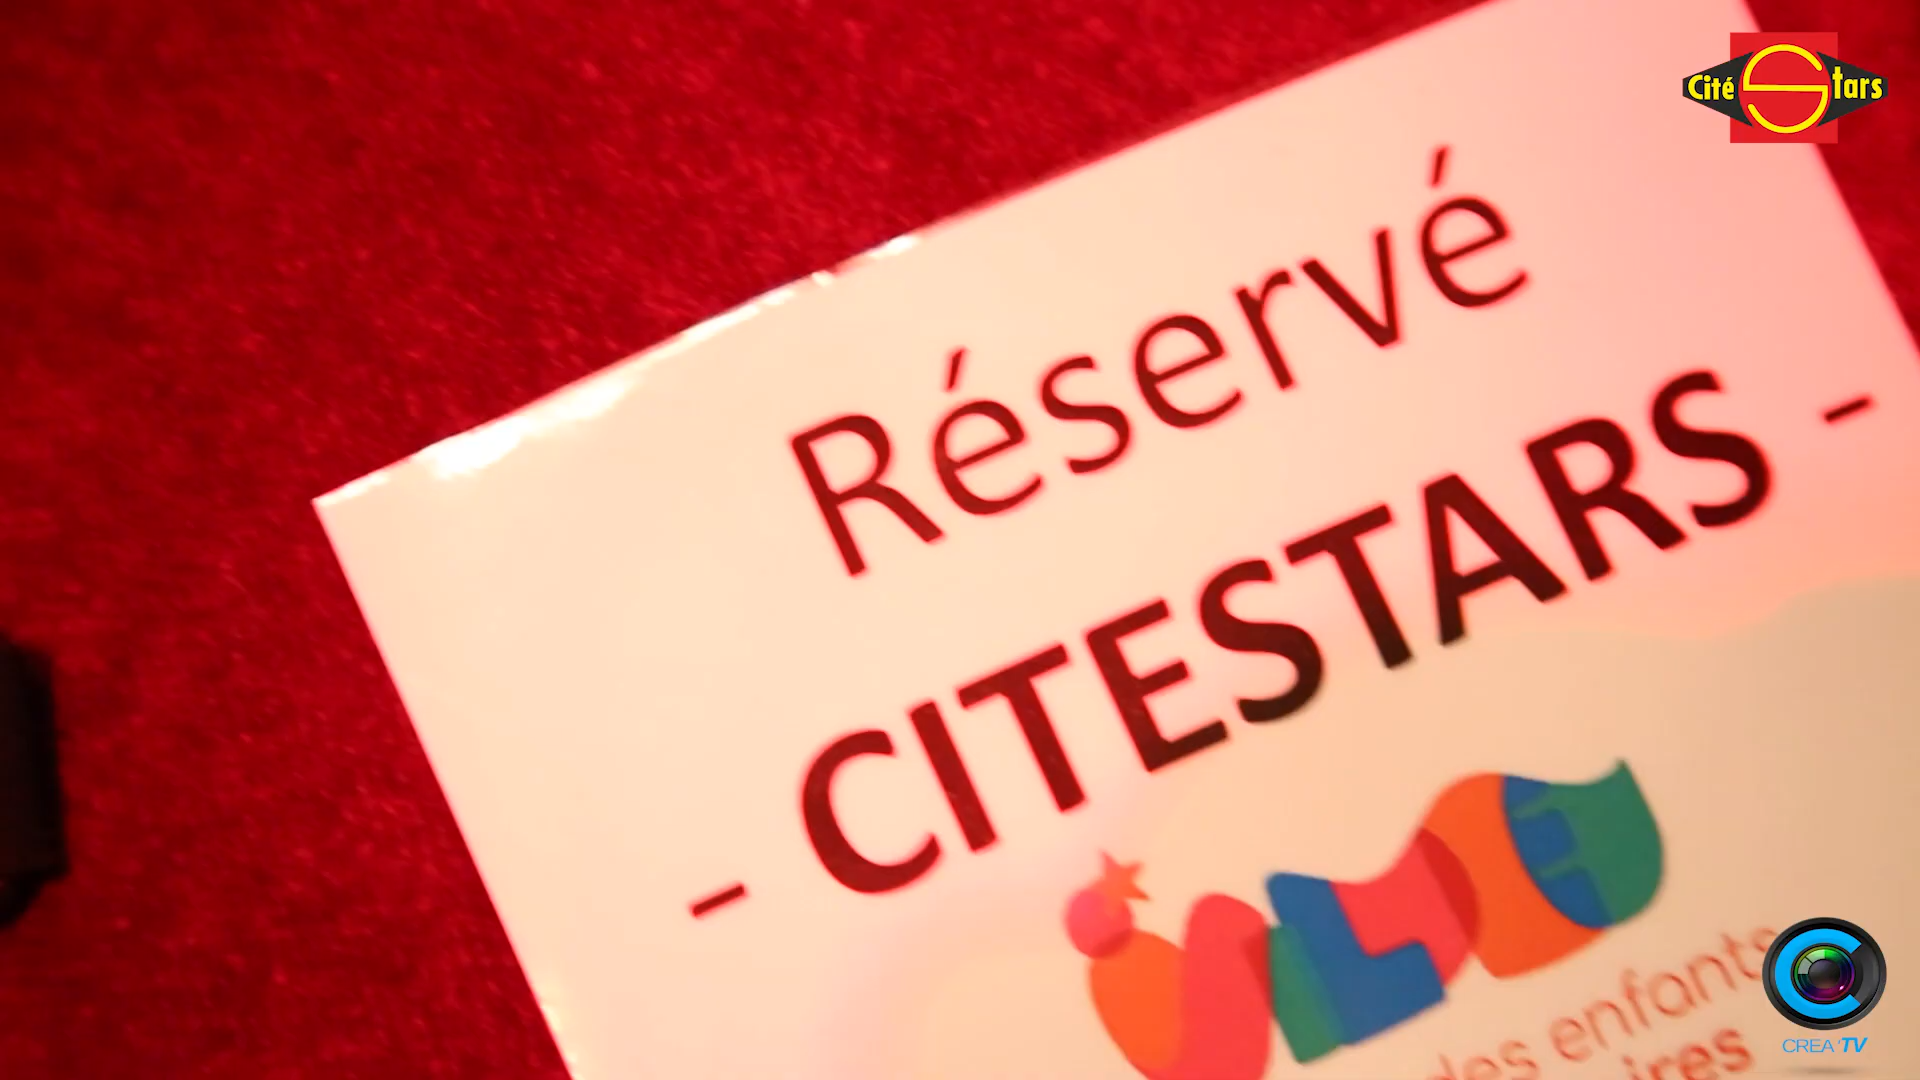 Cité Stars
Réservé
- CITESTARS -
des enfants
CREA'TV